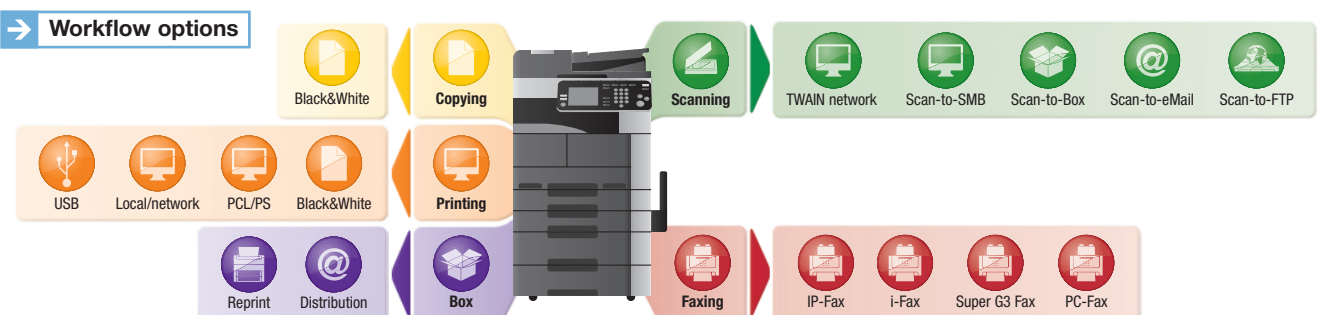 Workflow options
Black&White
Copying
Scanning
TWAIN network
Scan-to-SMB
Scan-to-Box
Scan-to-eMail
Scan-to-FTP
USB
Local/network
PCL/PS
Black&White
Printing
Reprint
Distribution
Box
Faxing
IP-Fax
i-Fax
Super G3 Fax
PC-Fax